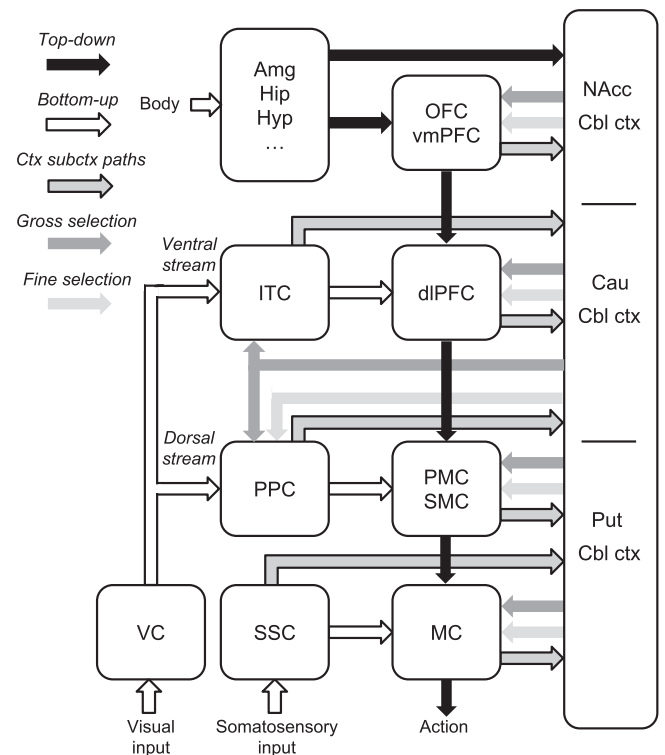 Top-down
Bottom-up
Ctx subctx paths
Gross selection
Fine selection
Body
Amg
Hip
Hyp
...
OFC
vmPFC
NAcc
Cbl ctx
Ventral
stream
ITC
dlPFC
Cau
Cbl ctx
Dorsal
stream
PPC
PMC
SMC
Put
Cbl ctx
VC
SSC
MC
Visual
input
Somatosensory
input
Action